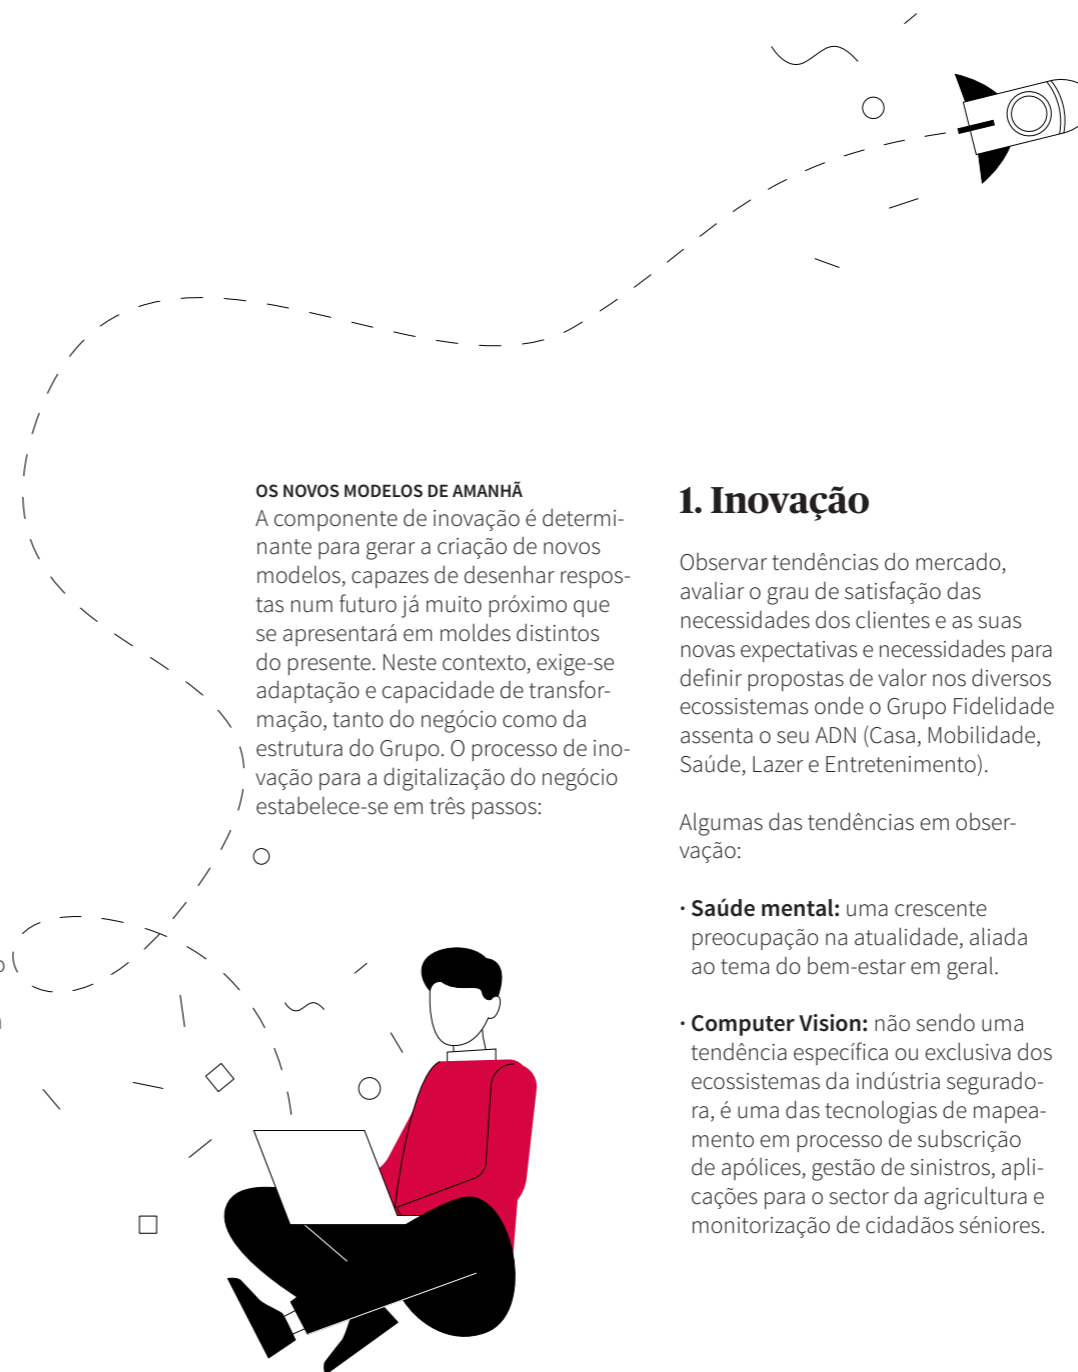 OS NOVOS MODELOS DE AMANHÃ
A componente de inovação é determi-
nante para gerar a criação de novos
modelos, capazes de desenhar respos-
tas num futuro já muito próximo que
se apresentará em moldes distintos
do presente. Neste contexto, exige-se
adaptação e capacidade de transfor-
mação, tanto do negócio como da
estrutura do Grupo. O processo de ino-
vação para a digitalização do negócio
estabelece-se em três passos:
1. Inovação
Observar tendências do mercado,
avaliar o grau de satisfação das
necessidades dos clientes e as suas
novas expectativas e necessidades para
definir propostas de valor nos diversos
ecossistemas onde o Grupo Fidelidade
assenta o seu ADN (Casa, Mobilidade,
Saúde, Lazer e Entretenimento).
Algumas das tendências em obser-
vação:
· Saúde mental: uma crescente
preocupação na atualidade, aliada
ao tema do bem-estar em geral.
· Computer Vision: não sendo uma
tendência específica ou exclusiva dos
ecossistemas da indústria segurado-
ra, é uma das tecnologias de mapea-
mento em processo de subscrição
de apólices, gestão de sinistros, apli-
cações para o sector da agricultura e
monitorização de cidadãos séniores.